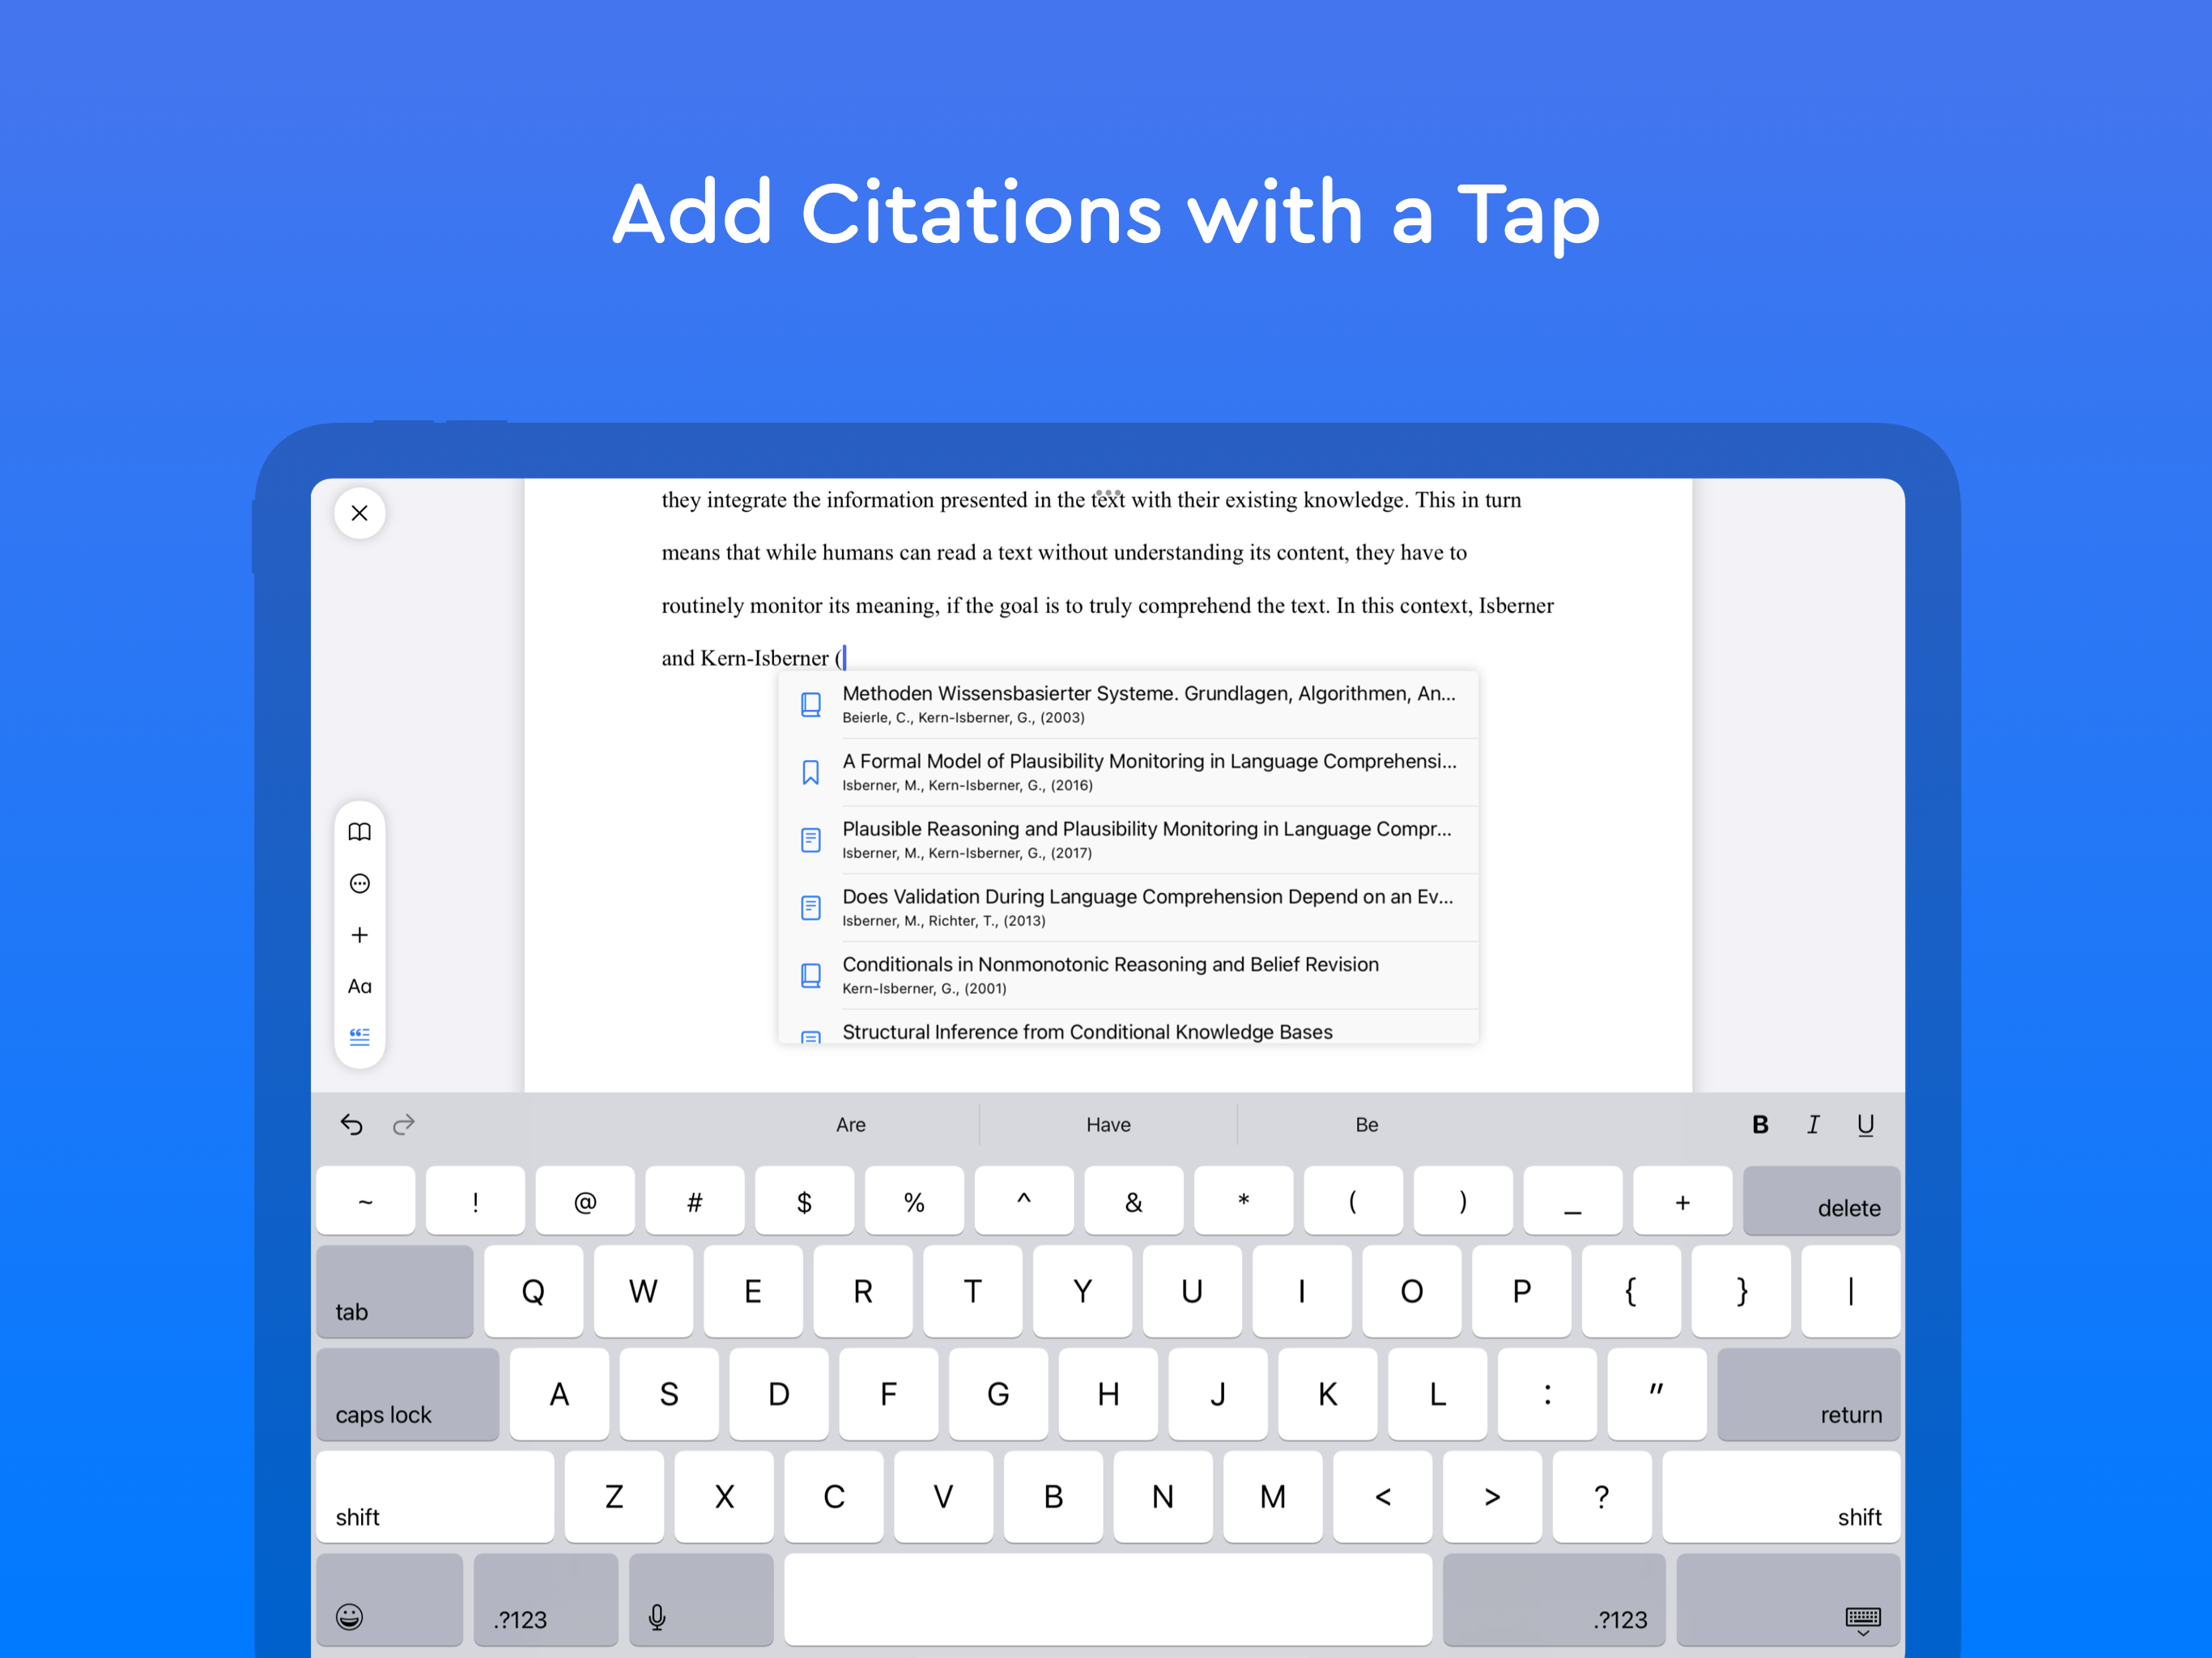 Add Citations with a Tap
they integrate the information presented in the text with their existing knowledge. This in turn
means that while humans can read a text without understanding its content, they have to
routinely monitor its meaning, if the goal is to truly comprehend the text. In this context, Isberner
and Kern-Isberner (
Methoden Wissensbasierter Systeme. Grundlagen, Algorithmen, An...
Beierle, C., Kern-Isberner, G., (2003)
A Formal Model of Plausibility Monitoring in Language Comprehensi...
Isberner, M., Kern-Isberner, G., (2016)
Plausible Reasoning and Plausibility Monitoring in Language Compr...
Isberner, M., Kern-Isberner, G., (2017)
Does Validation During Language Comprehension Depend on an Ev...
Isberner, M., Richter, T., (2013)
Conditionals in Nonmonotonic Reasoning and Belief Revision
Kern-Isberner, G., (2001)
Structural Inference from Conditional Knowledge Bases
Aa
Are Have Be B I U
~ ! @ # $ % ^ & * ( ) _ + delete
tab Q W E R T Y U I O P { } |
caps lock A S D F G H J K L : " return
shift Z X C V B N M < > ? shift
.?123 .?123